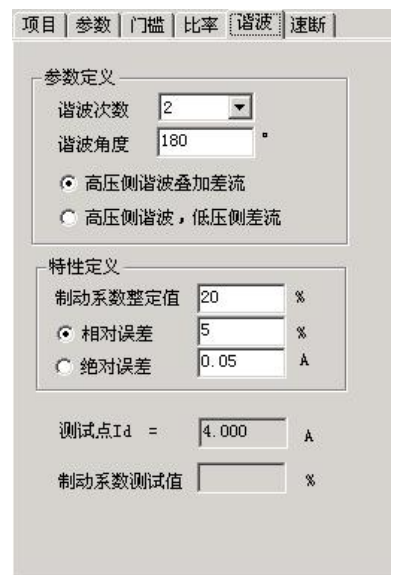 项目 参数 门槛 比率 谐波 速断
参数定义
谐波次数 2
谐波角度 180 °
高压侧谐波叠加差流
高压侧谐波，低压侧差流
特性定义
制动系数整定值 20 %
相对误差 5 %
绝对误差 0.05 A
测试点Id = 4.000 A
制动系数测试值 %